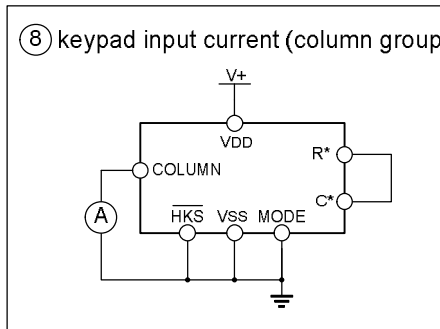 8 keypad input current (column group
V+
VDD
R*
COLUMN
C*
A
HKS VSS MODE